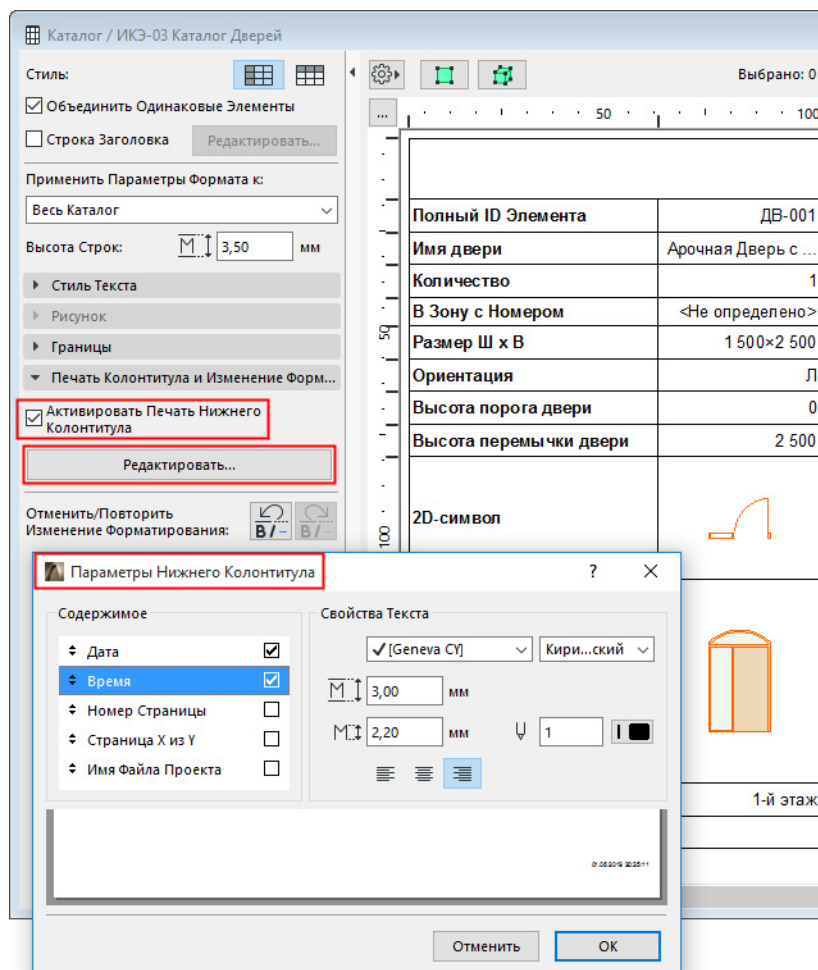 Каталог / ИКЭ-03 Каталог Дверей
Стиль:
Выбрано: 0
Объединить Одинаковые Элементы
Строка Заголовка
Редактировать...
... 50 100
Применить Параметры Формата к:
Весь Каталог
Высота Строк: M 3,50 мм
Стиль Текста
Рисунок
Границы
Печать Колонтитула и Изменение Форм...
Активировать Печать Нижнего
Колонтитула
Редактировать...
Отменить/Повторить
Изменение Форматирования:
B/- B/-
50
100
Полный ID Элемента ДВ-001
Имя двери Арочная Дверь с ...
Количество 1
В Зону с Номером <Не определено>
Размер Ш x В 1 500×2 500
Ориентация Л
Высота порога двери 0
Высота перемычки двери 2 500
2D-символ
1-й этаж
Параметры Нижнего Колонтитула ?
Содержимое
Дата
Время
Номер Страницы
Страница X из Y
Имя Файла Проекта
Свойства Текста
[Geneva CY] Кири...ский
M 3,00 мм
M 2,20 мм 1
Отменить OK